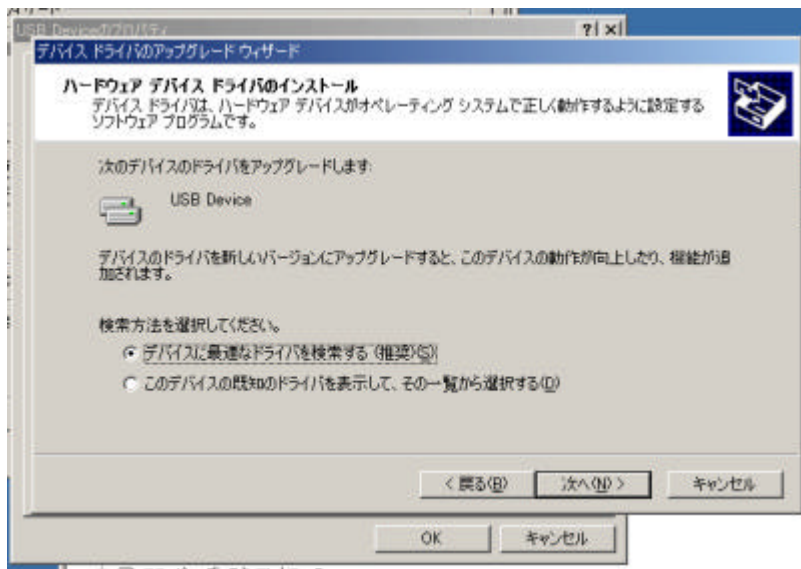 USB Deviceのプロパティ
デバイス ドライバのアップグレード ウィザード
ハードウェア デバイス ドライバのインストール
デバイス ドライバは、ハードウェア デバイスがオペレーティング システムで正しく動作するように設定する
ソフトウェア プログラムです。
次のデバイスのドライバをアップグレードします:
USB Device
デバイスのドライバを新しいバージョンにアップグレードすると、このデバイスの動作が向上したり、機能が追
加されます。
検索方法を選択してください。
デバイスに最適なドライバを検索する (推奨)(S)
このデバイスの既知のドライバを表示して、その一覧から選択する(D)
< 戻る(B)
次へ(N) >
キャンセル
OK
キャンセル